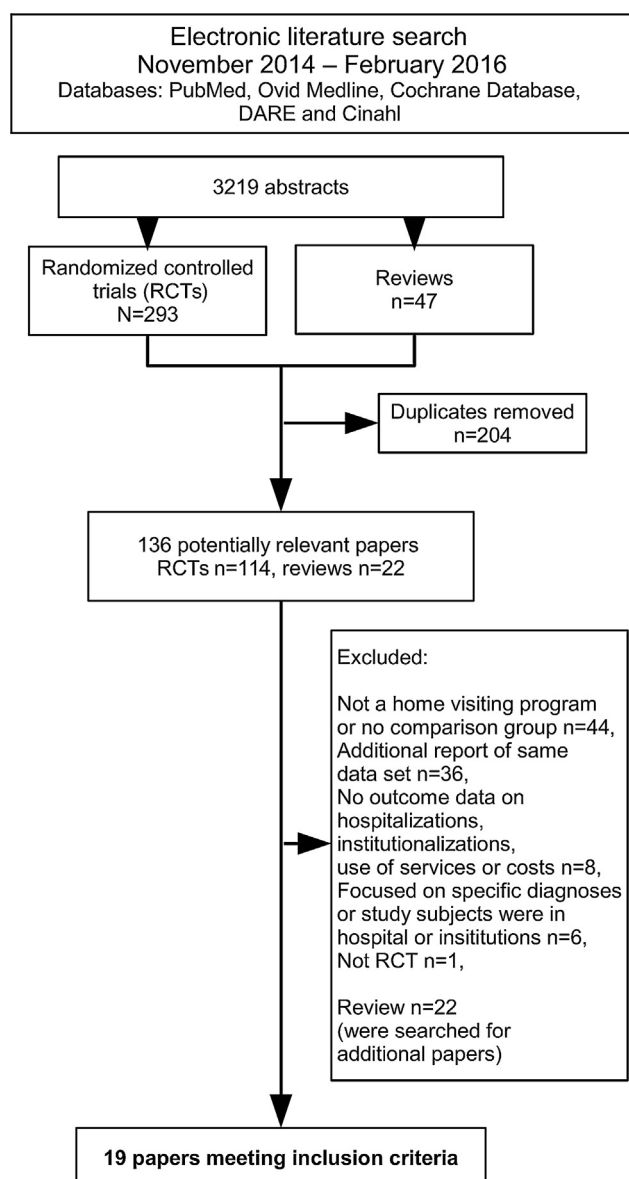 Electronic literature search
November 2014 – February 2016
Databases: PubMed, Ovid Medline, Cochrane Database,
DARE and Cinahl
3219 abstracts
Randomized controlled
trials (RCTs)
N=293
Reviews
n=47
Duplicates removed
n=204
136 potentially relevant papers
RCTs n=114, reviews n=22
Excluded:
Not a home visiting program
or no comparison group n=44,
Additional report of same
data set n=36,
No outcome data on
hospitalizations,
institutionalizations,
use of services or costs n=8,
Focused on specific diagnoses
or study subjects were in
hospital or insititutions n=6,
Not RCT n=1,
Review n=22
(were searched for
additional papers)
19 papers meeting inclusion criteria